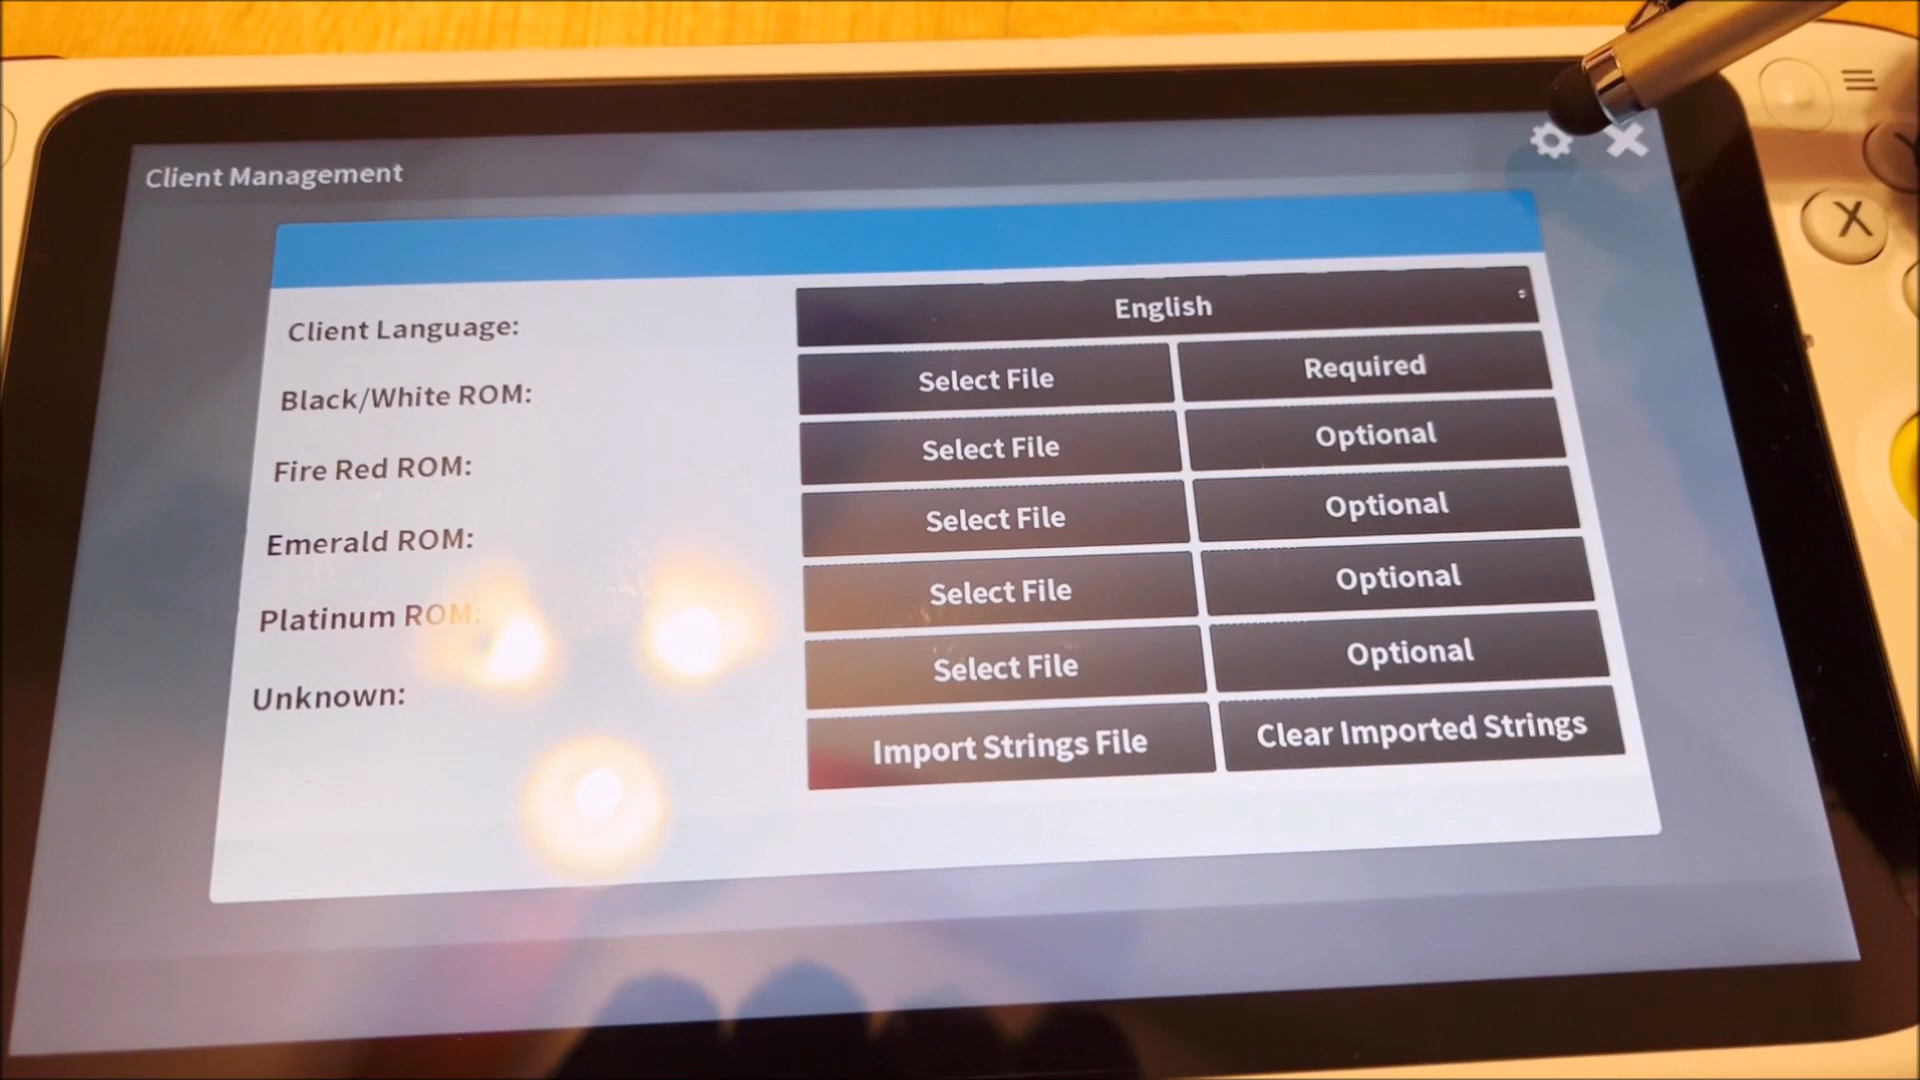 Client Management
Client Language: English
Black/White ROM: Select File Required
Fire Red ROM: Select File Optional
Emerald ROM: Select File Optional
Platinum ROM: Select File Optional
Unknown: Select File Optional
Import Strings File Clear Imported Strings
X